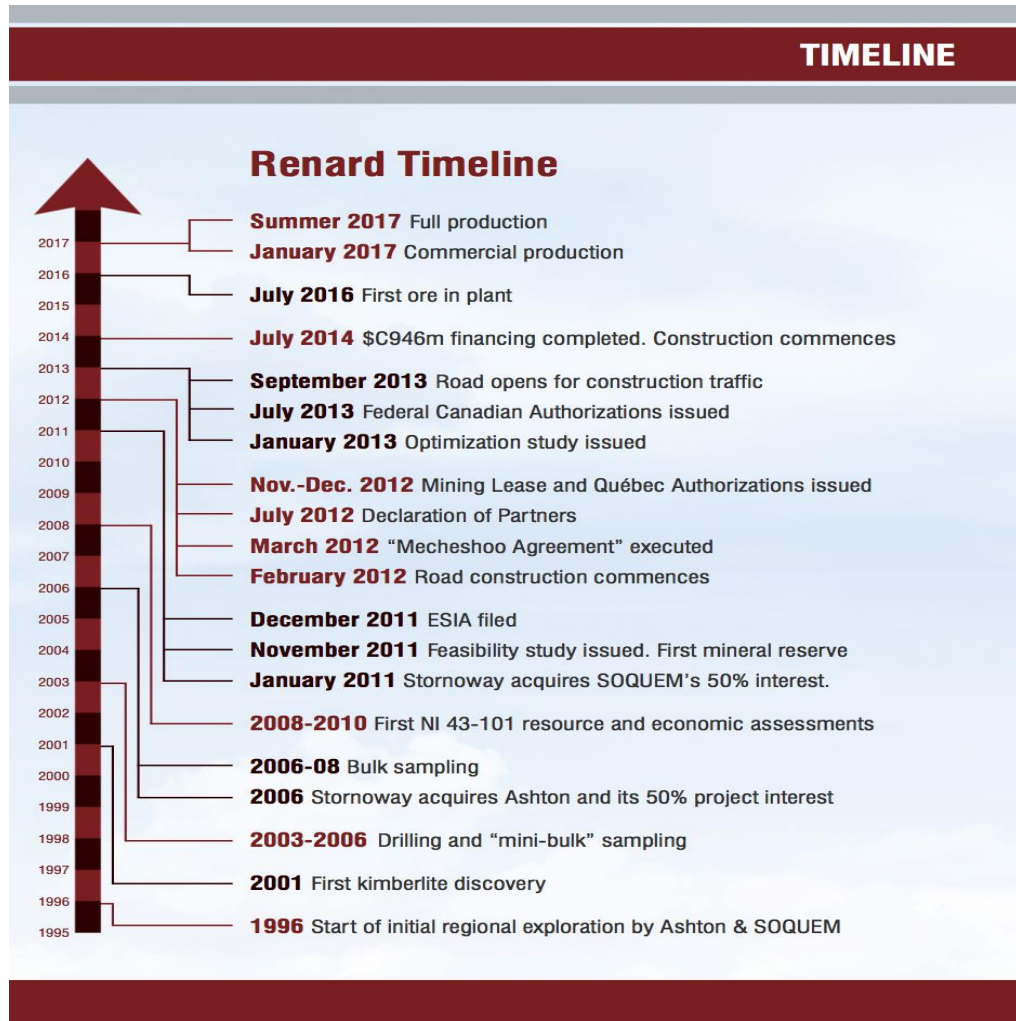 TIMELINE
Renard Timeline
Summer 2017 Full production
January 2017 Commercial production
July 2016 First ore in plant
July 2014 $C946m financing completed. Construction commences
September 2013 Road opens for construction traffic
July 2013 Federal Canadian Authorizations issued
January 2013 Optimization study issued
Nov.-Dec. 2012 Mining Lease and Québec Authorizations issued
July 2012 Declaration of Partners
March 2012 “Mecheshoo Agreement” executed
February 2012 Road construction commences
December 2011 ESIA filed
November 2011 Feasibility study issued. First mineral reserve
January 2011 Stornoway acquires SOQUEM’s 50% interest.
2008-2010 First NI 43-101 resource and economic assessments
2006-08 Bulk sampling
2006 Stornoway acquires Ashton and its 50% project interest
2003-2006 Drilling and “mini-bulk” sampling
2001 First kimberlite discovery
1996 Start of initial regional exploration by Ashton & SOQUEM
2017
2016
2015
2014
2013
2012
2011
2010
2009
2008
2007
2006
2005
2004
2003
2002
2001
2000
1999
1998
1997
1996
1995